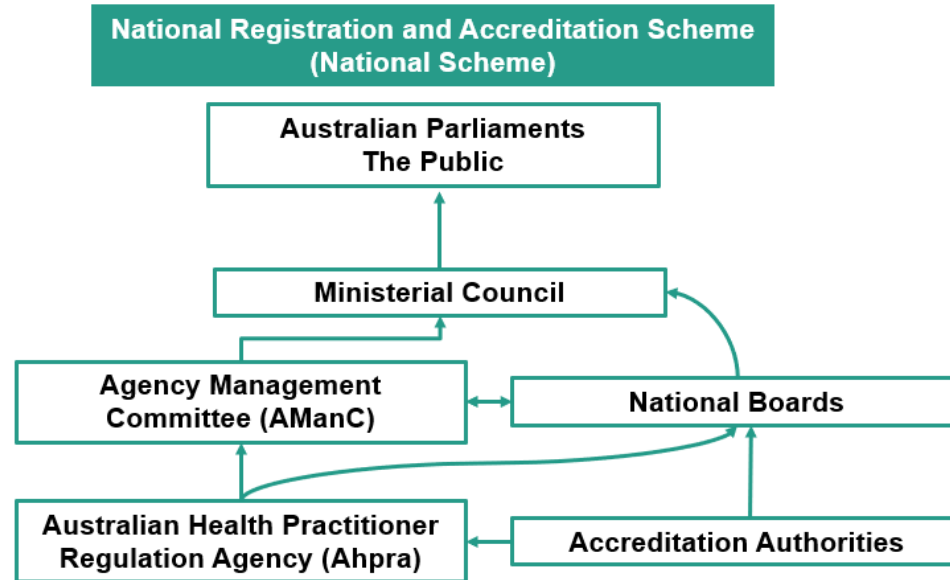 National Registration and Accreditation Scheme
(National Scheme)
Australian Parliaments
The Public
Ministerial Council
Agency Management
Committee (AManC)
National Boards
Australian Health Practitioner
Regulation Agency (Ahpra)
Accreditation Authorities